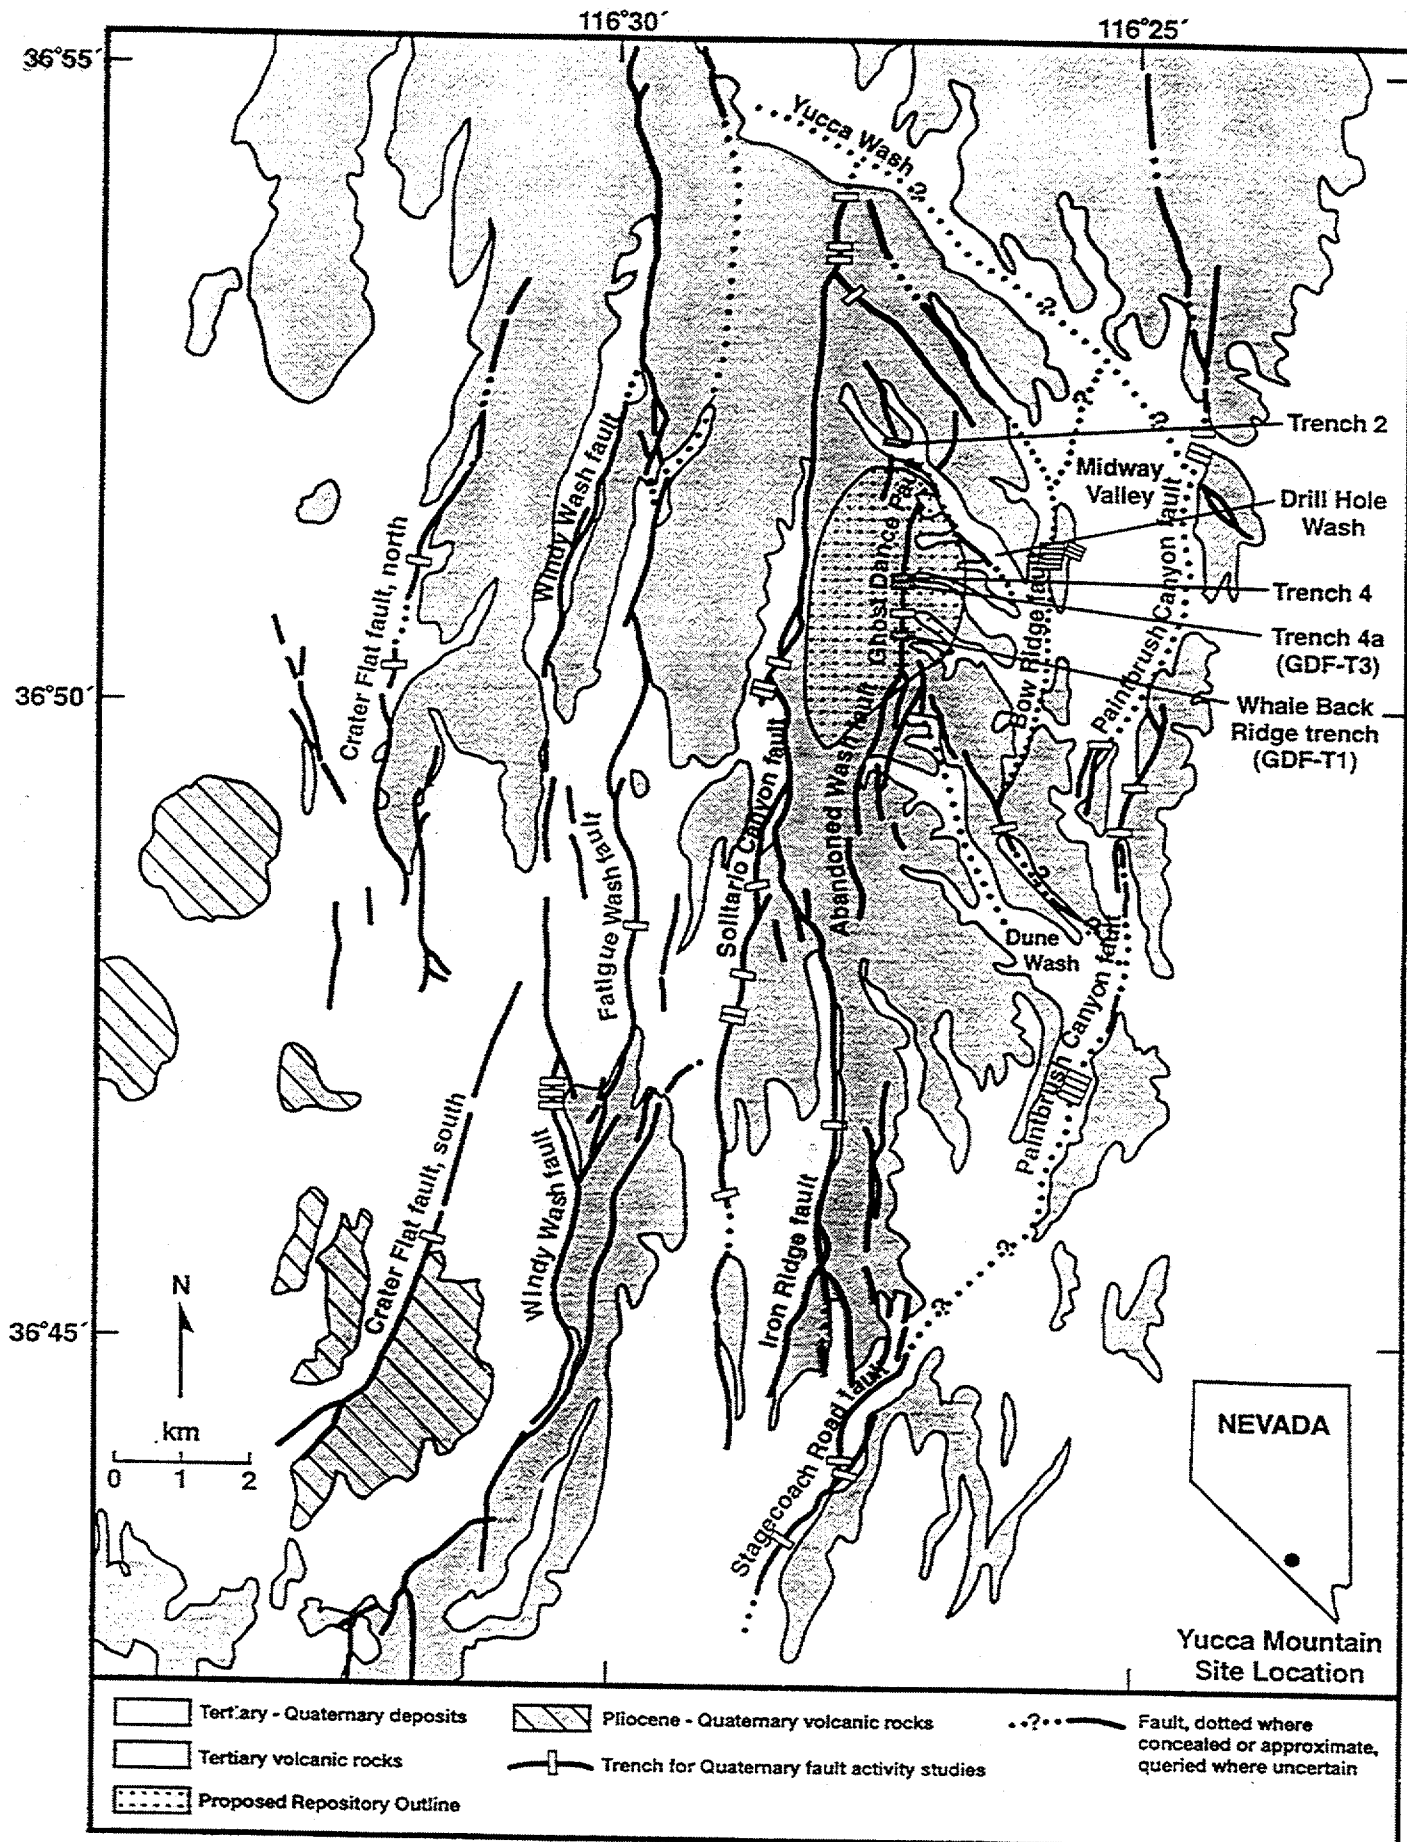 116°30′
116°25′
36°55′
Yucca Wash
?
?
?
?
Trench 2
Midway
Valley
Drill Hole
Wash
Windy Wash fault
Crater Flat fault, north
Ghost Dance Fau
Bow Ridge fau
Paintbrush Canyon fault
Trench 4
Trench 4a
(GDF-T3)
36°50′
Whale Back
Ridge trench
(GDF-T1)
Solitario Canyon fault
Abandoned Wash fault
Fatigue Wash fault
?
?
Dune
Wash
Paintbrush Canyon fault
Crater Flat fault, south
Windy Wash fault
Iron Ridge fault
?
?
N
36°45′
km
0 1 2
Stagecoach Road fault
NEVADA
Yucca Mountain
Site Location
Tertiary - Quaternary deposits
Pliocene - Quaternary volcanic rocks
?
Fault, dotted where
concealed or approximate,
queried where uncertain
Tertiary volcanic rocks
Trench for Quaternary fault activity studies
Proposed Repository Outline